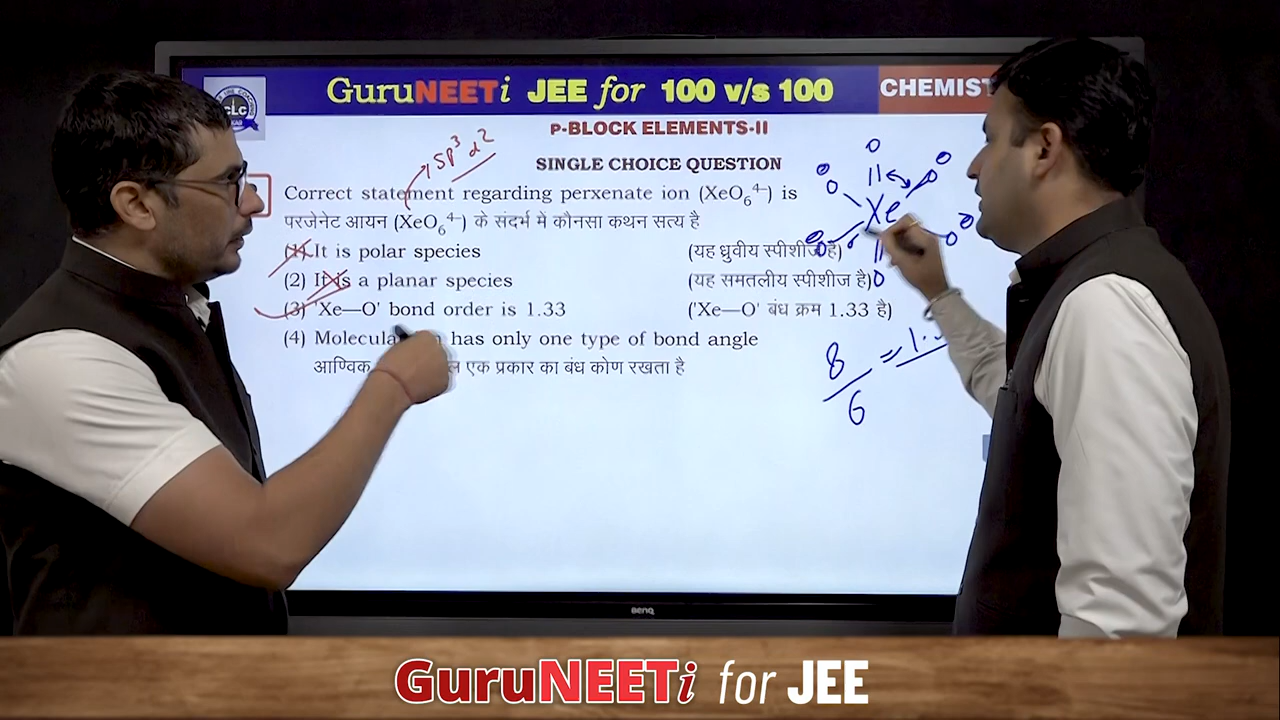 GuruNEETi JEE for 100 v/s 100
CHEMIST
CLC
P-BLOCK ELEMENTS-II
SINGLE CHOICE QUESTION
sp³d²
Correct statement regarding perxenate ion (XeO₆⁴⁻) is
परजेनेट आयन (XeO₆⁴⁻) के संदर्भ मे कौनसा कथन सत्य है
(1) It is polar species (यह ध्रुवीय स्पीशीज है)
(2) It is a planar species (यह समतलीय स्पीशीज है)
(3) 'Xe—O' bond order is 1.33 ('Xe—O' बंध क्रम 1.33 है)
(4) has only one type of bond angle
आण्विक एक प्रकार का बंध कोण रखता है
O
O O
Xe
O O
O
8/6 = 1.
BENQ
GuruNEETi for JEE